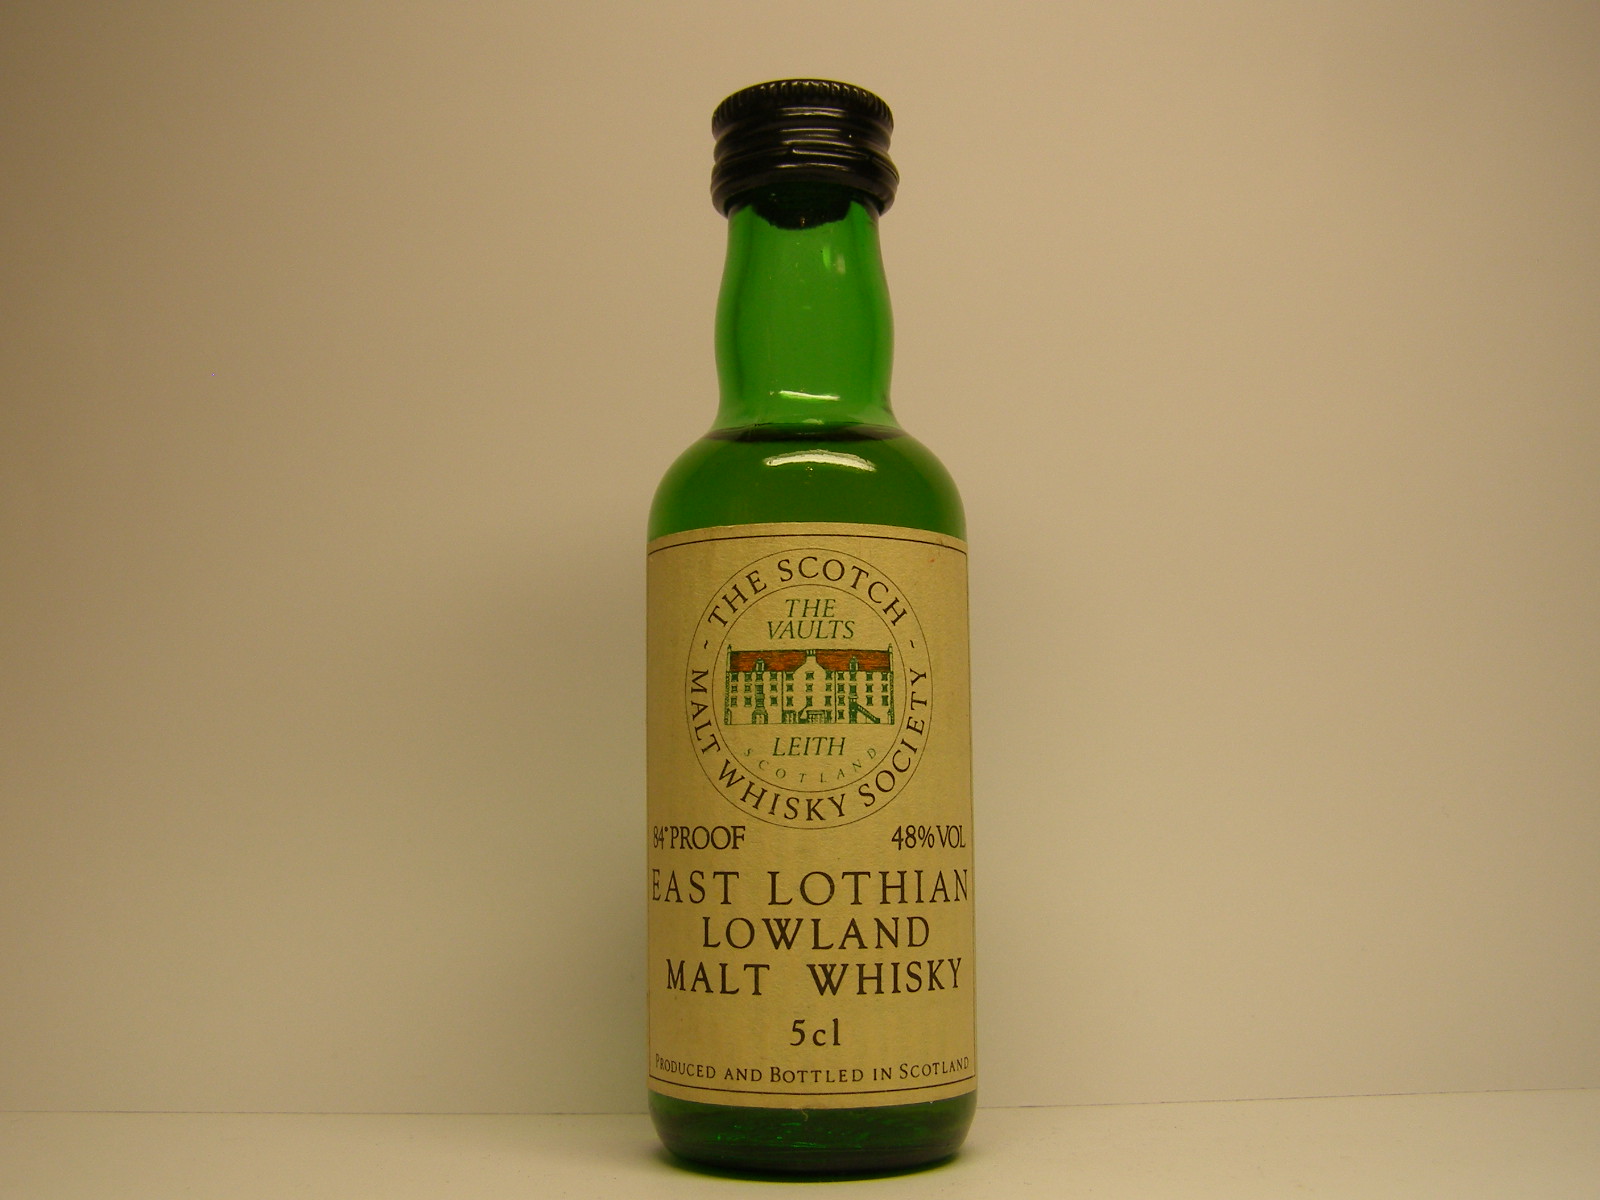 - THE SCOTCH -
MALT WHISKY SOCIETY
THE
VAULTS
LEITH
SCOTLAND
84° PROOF 48% VOL
EAST LOTHIAN
LOWLAND
MALT WHISKY
5cl
PRODUCED AND BOTTLED IN SCOTLAND